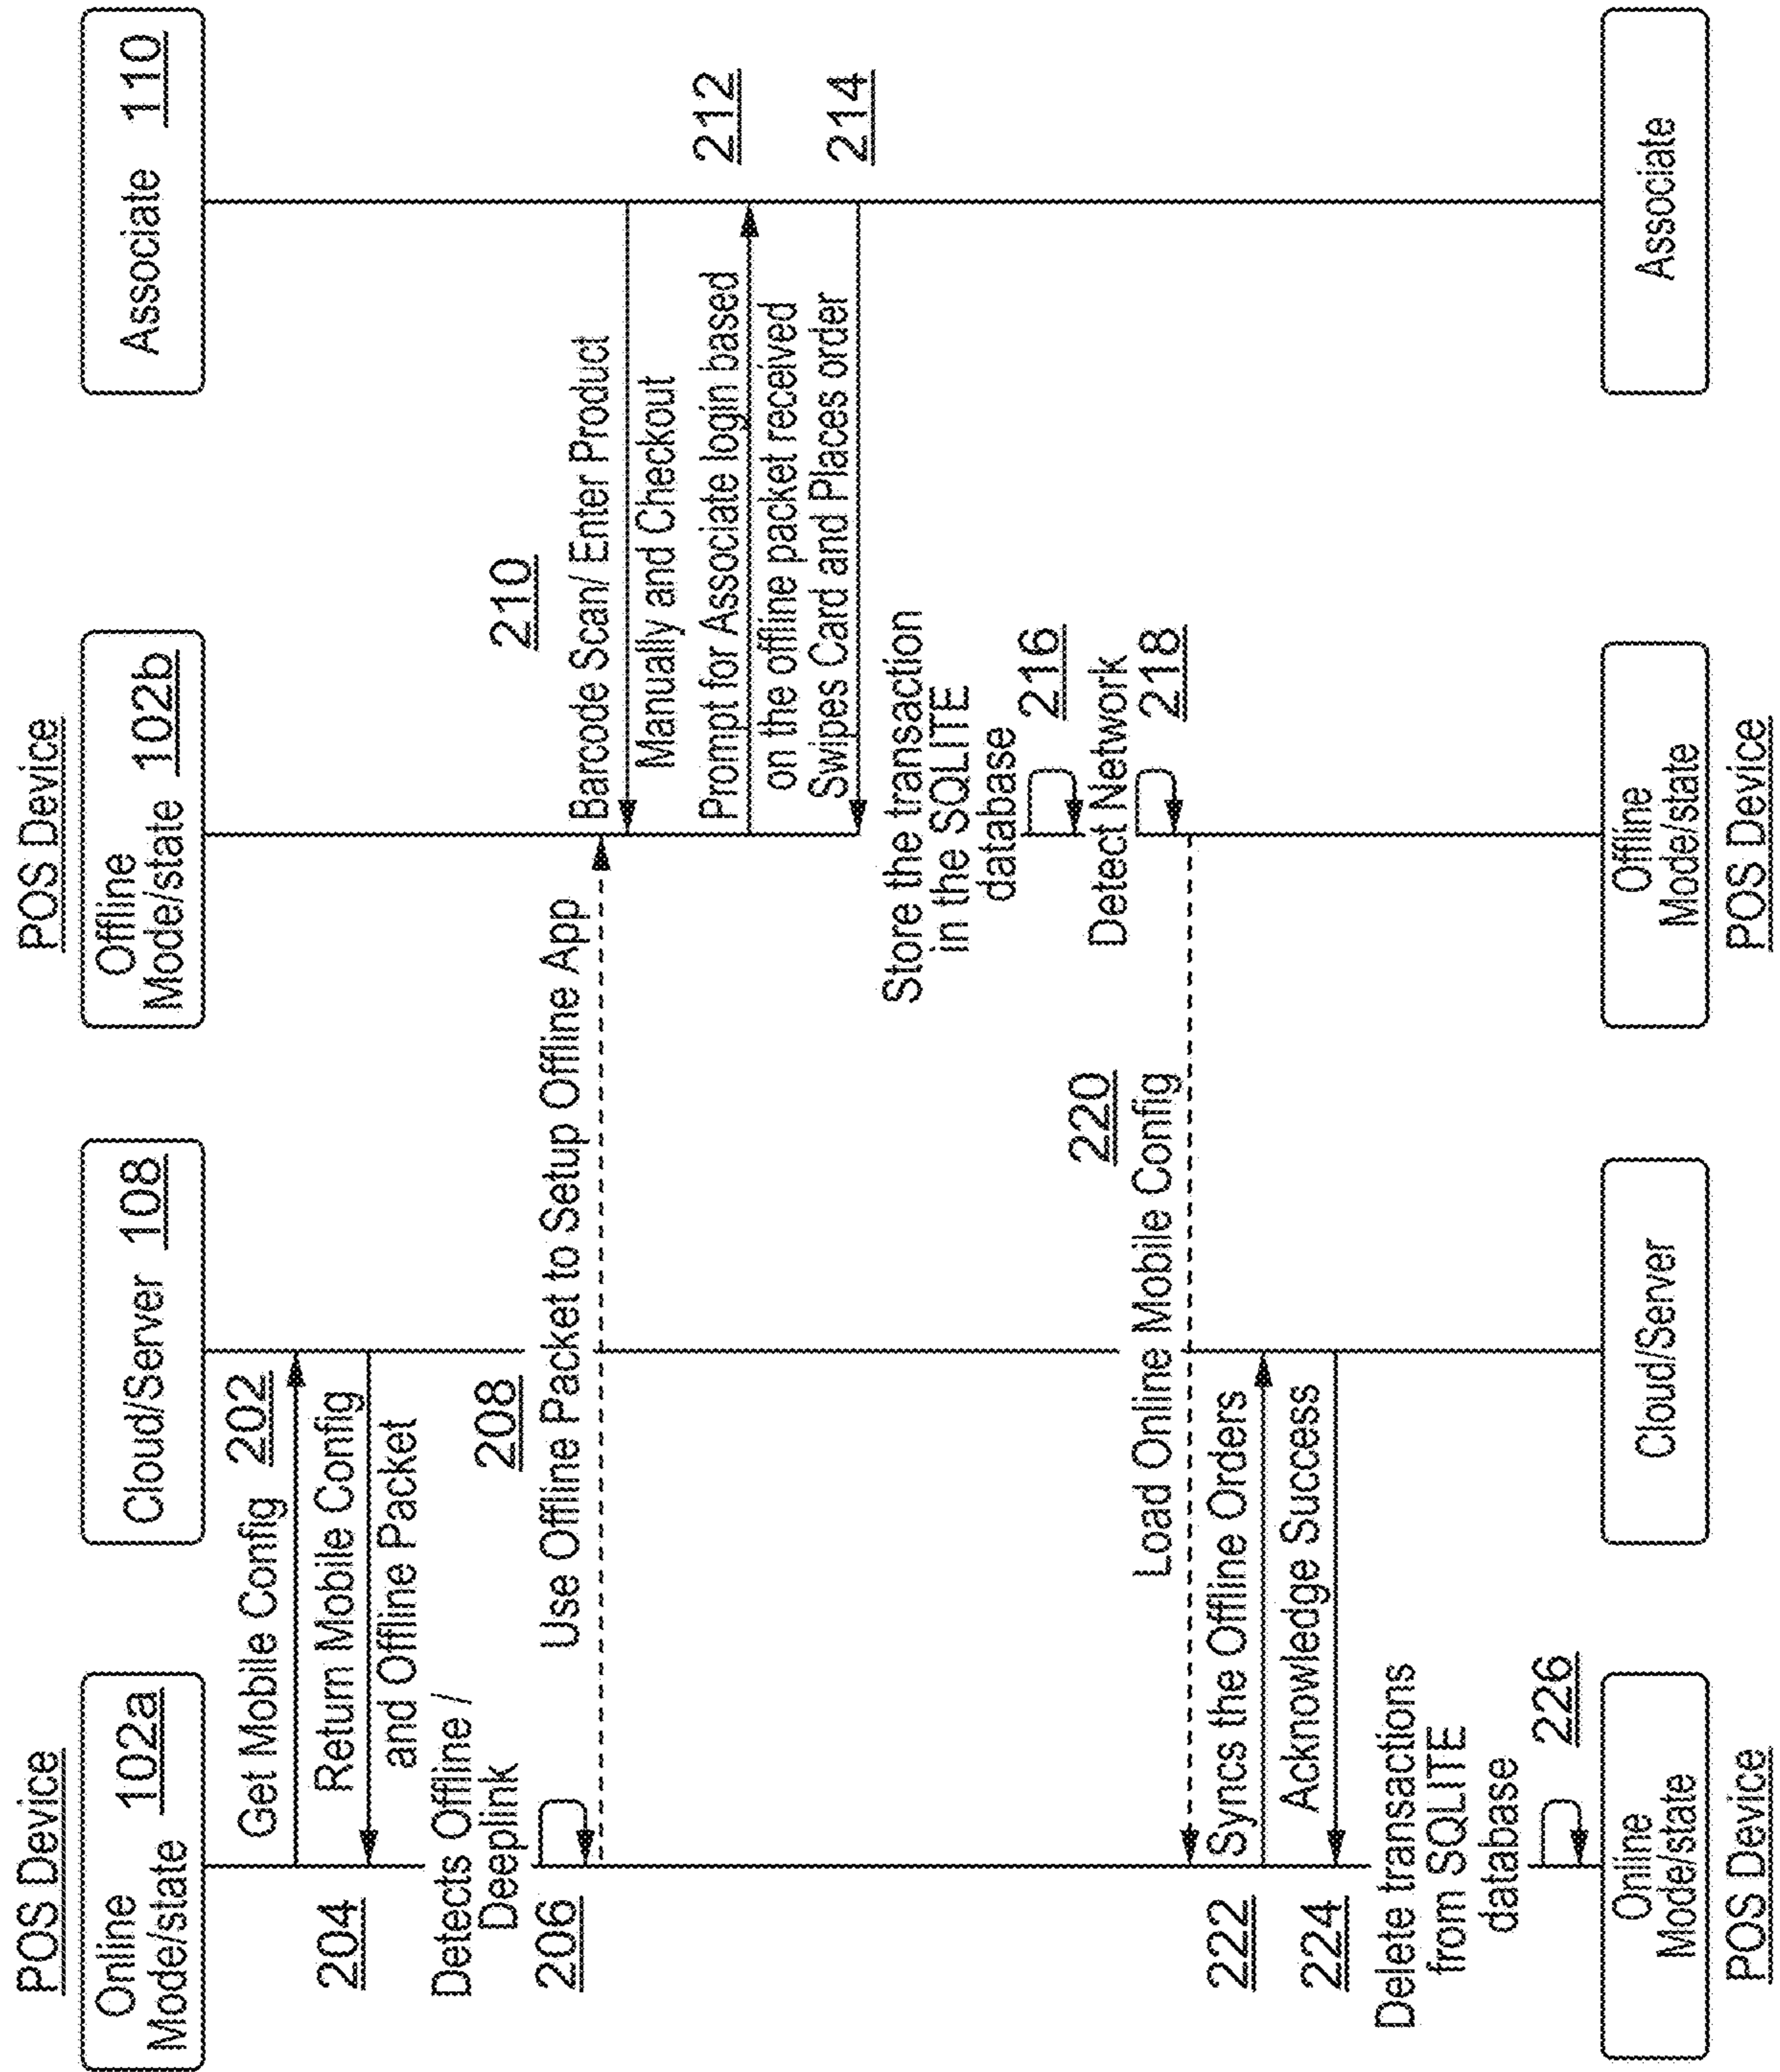 POS Device
Online
Mode/state 102a
Cloud/Server 108
POS Device
Offline
Mode/state 102b
Associate 110
Get Mobile Config 202
204
Return Mobile Config
and Offline Packet
Detects Offline /
Deeplink
206
208
Use Offline Packet to Setup Offline App
210
Barcode Scan/ Enter Product
Manually and Checkout
212
Prompt for Associate login based
on the offline packet received
214
Swipes Card and Places order
Store the transaction
in the SQLITE
database
216
Detect Network
218
220
Load Online Mobile Config
222
Syncs the Offline Orders
224
Acknowledge Success
Delete transactions
from SQLITE
database
226
Online
Mode/state
POS Device
Cloud/Server
Offline
Mode/state
POS Device
Associate